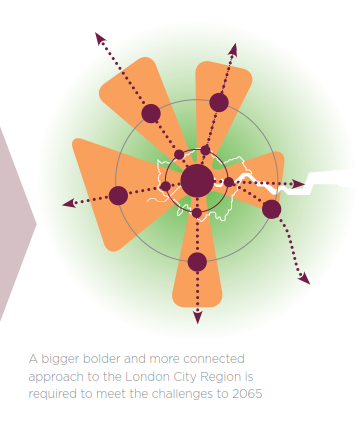 A bigger bolder and more connected
approach to the London City Region is
required to meet the challenges to 2065